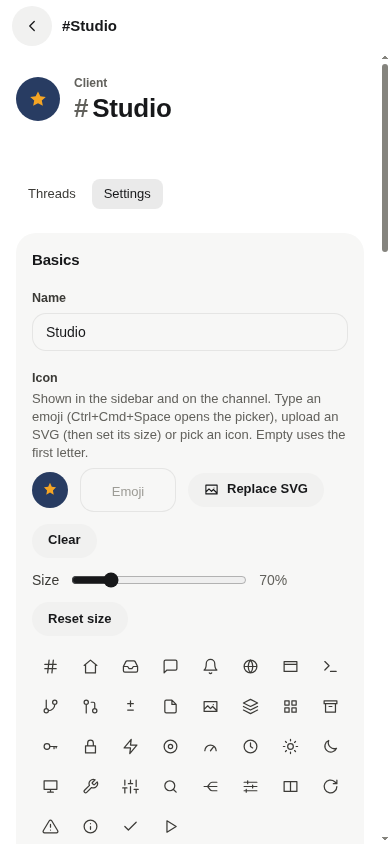 #Studio
Client
# Studio
Threads
Settings
Basics
Name
Studio
Icon
Shown in the sidebar and on the channel. Type an
emoji (Ctrl+Cmd+Space opens the picker), upload an
SVG (then set its size) or pick an icon. Empty uses the
first letter.
Emoji
Replace SVG
Clear
Size
70%
Reset size